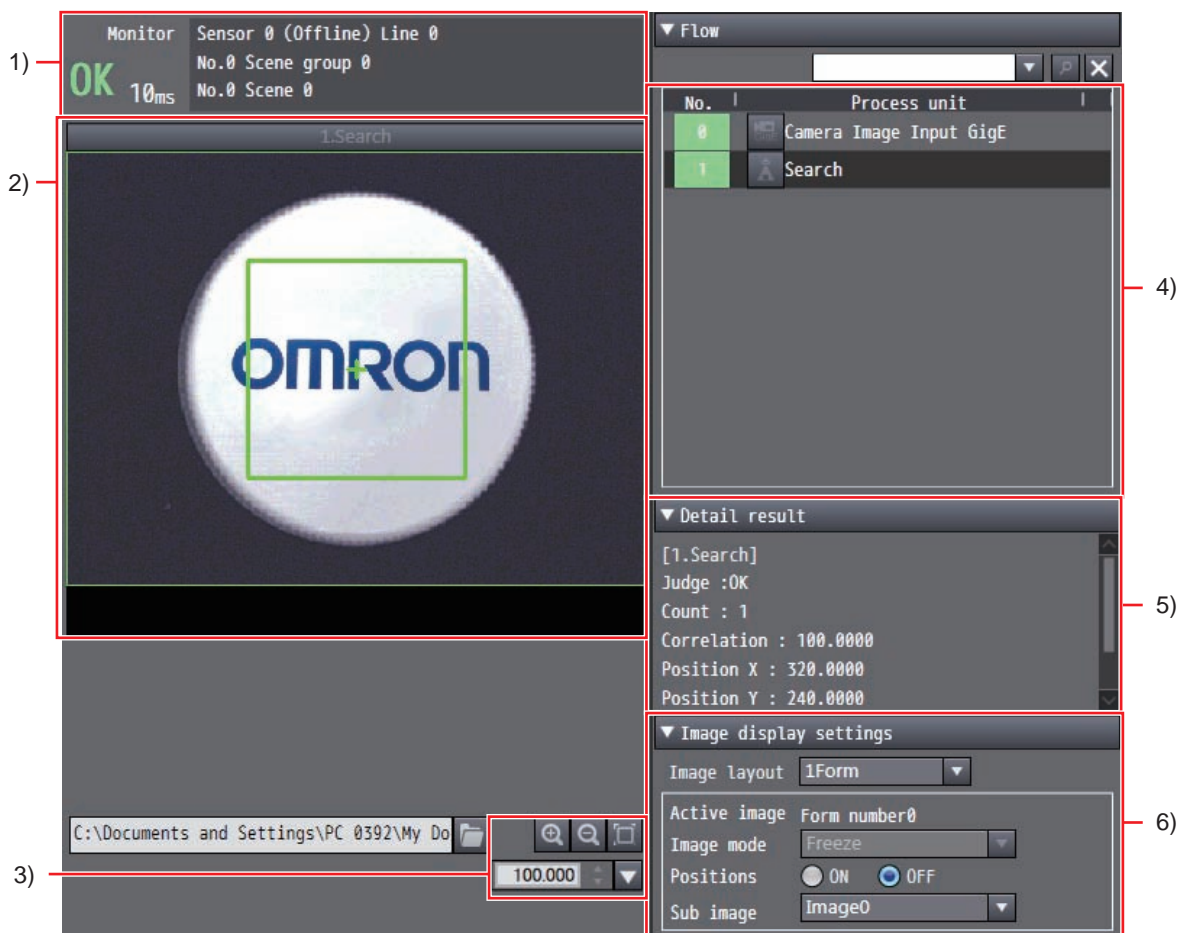 1)
Monitor
OK 10ms
Sensor 0 (Offline) Line 0
No.0 Scene group 0
No.0 Scene 0
2)
1.Search
OMRON
C:\Documents and Settings\PC 0392\My Do
3)
100.000
Flow
No. Process unit
0 Camera Image Input GigE
1 Search
4)
Detail result
[1.Search]
Judge :OK
Count : 1
Correlation : 100.0000
Position X : 320.0000
Position Y : 240.0000
5)
Image display settings
Image layout 1Form
Active image Form number0
Image mode Freeze
Positions ON OFF
Sub image Image0
6)